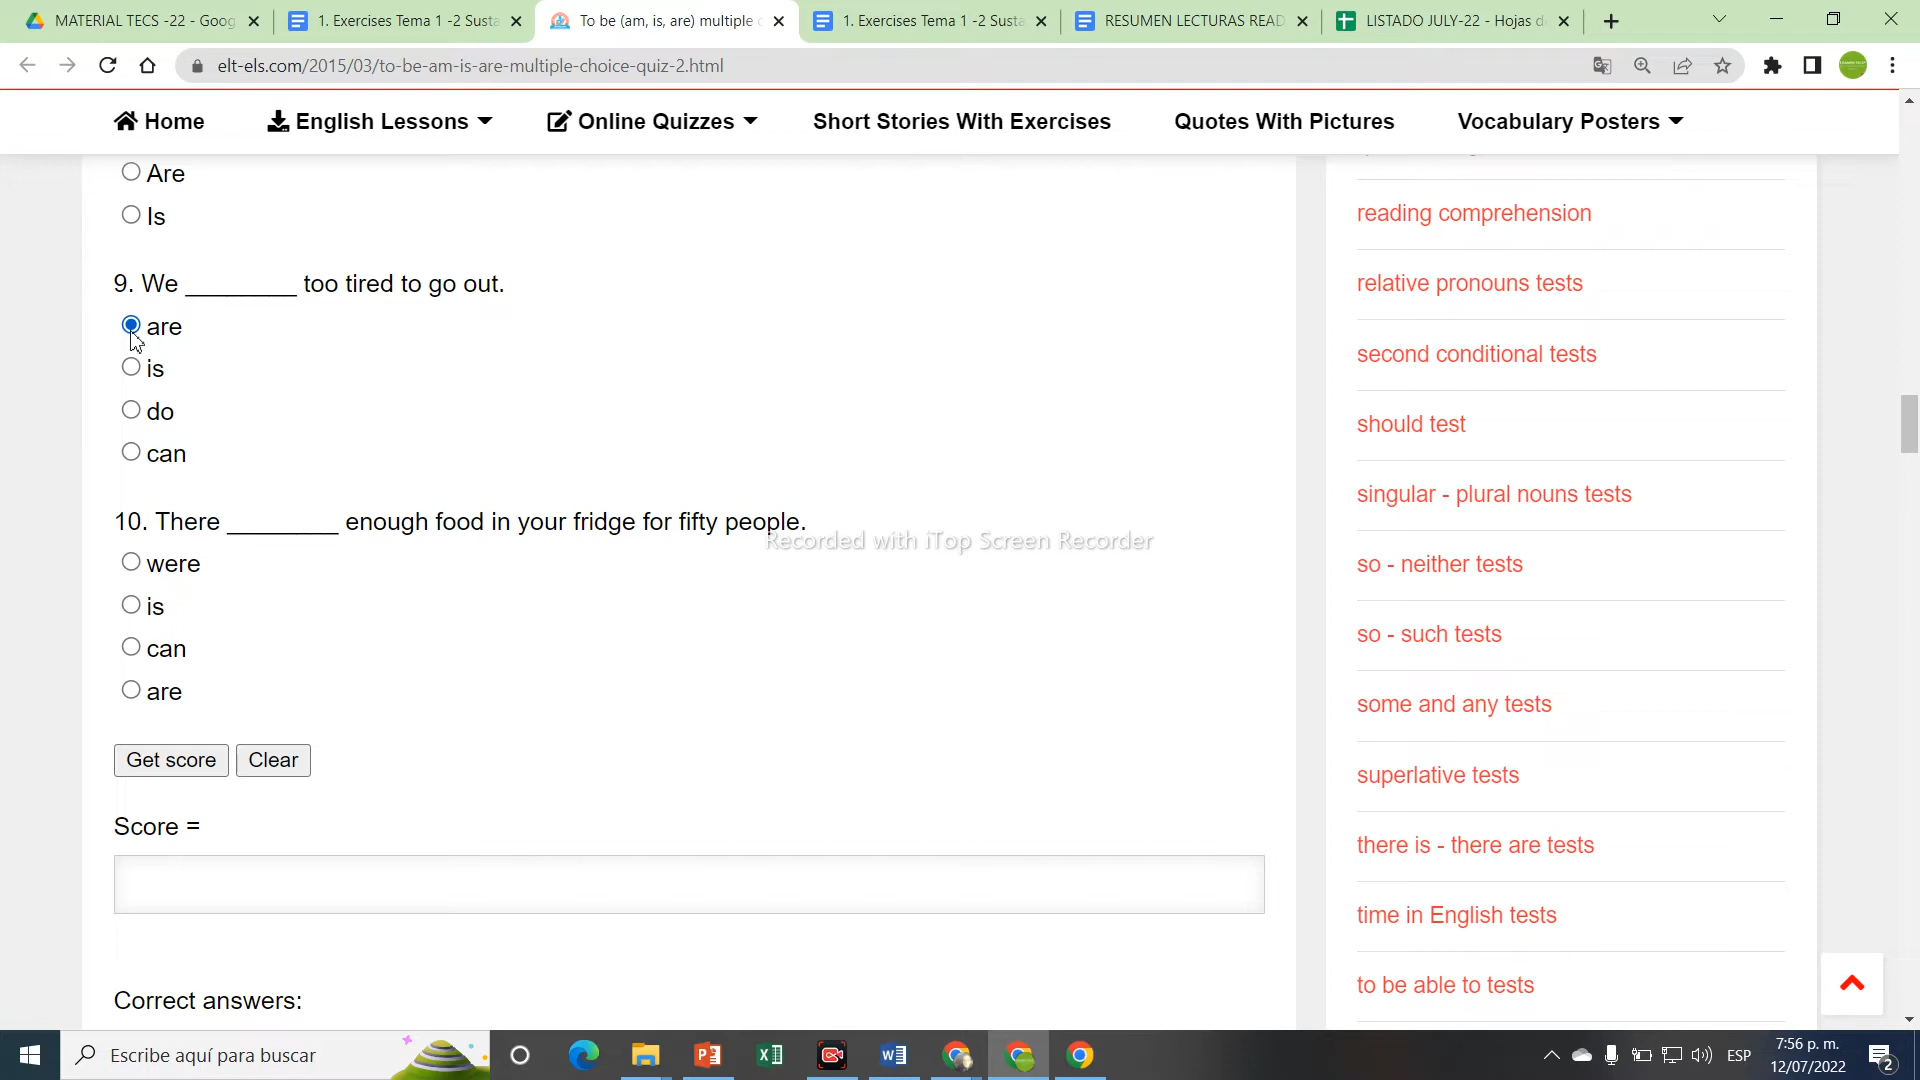 MATERIAL TECS -22 - Goog
1. Exercises Tema 1 -2 Susta
To be (am, is, are) multiple
1. Exercises Tema 1 -2 Susta
RESUMEN LECTURAS READ
LISTADO JULY-22 - Hojas d
elt-els.com/2015/03/to-be-am-is-are-multiple-choice-quiz-2.html
Home
English Lessons
Online Quizzes
Short Stories With Exercises
Quotes With Pictures
Vocabulary Posters
Are
Is
9. We ________ too tired to go out.
are
is
do
can
10. There ________ enough food in your fridge for fifty people.
were
is
can
are
Get score
Clear
Score =
Correct answers:
reading comprehension
relative pronouns tests
second conditional tests
should test
singular - plural nouns tests
so - neither tests
so - such tests
some and any tests
superlative tests
there is - there are tests
time in English tests
to be able to tests
Recorded with iTop Screen Recorder
Escribe aquí para buscar
ESP
7:56 p. m.
12/07/2022
2